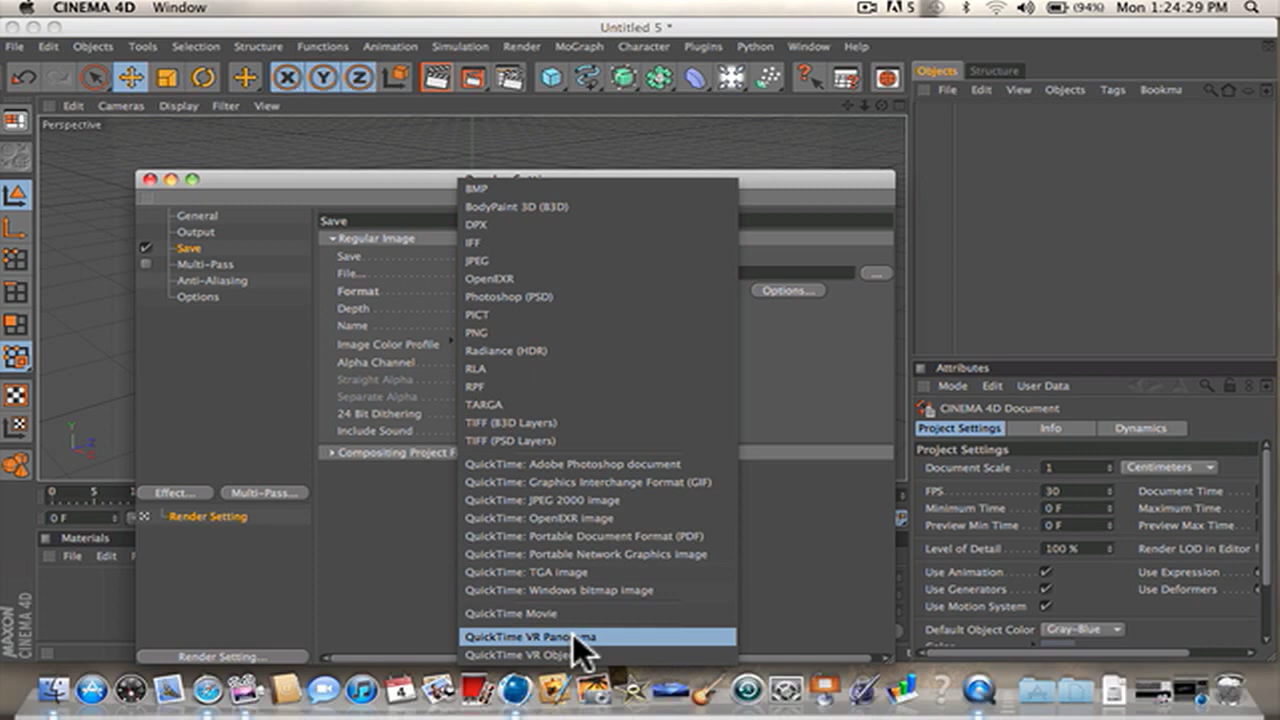 CINEMA 4D Window
5 (94%) Mon 1:24:29 PM
Untitled 5 *
File Edit Objects Tools Selection Structure Functions Animation Simulation Render MoGraph Character Plugins Python Window Help
X Y Z
Objects Structure
Edit Cameras Display Filter View
File Edit View Objects Tags Bookma
Perspective
BMP
BodyPaint 3D (B3D)
DPX
IFF
JPEG
OpenEXR
Photoshop (PSD)
PICT
PNG
Radiance (HDR)
RLA
RPF
TARGA
TIFF (B3D Layers)
TIFF (PSD Layers)
QuickTime: Adobe Photoshop document
QuickTime: Graphics Interchange Format (GIF)
QuickTime: JPEG 2000 image
QuickTime: OpenEXR image
QuickTime: Portable Document Format (PDF)
QuickTime: Portable Network Graphics image
QuickTime: TGA image
QuickTime: Windows bitmap image
QuickTime Movie
QuickTime VR
QuickTime VR
General
Output
Save
Multi-Pass
Anti-Aliasing
Options
Save
Regular Image
Save
File...
Format
Options...
Depth
Name
Image Color Profile
Alpha Channel
Straight Alpha
Separate Alpha
24 Bit Dithering
Include Sound
Compositing Project F
Effect... Multi-Pass...
Render Setting
Render Setting...
0 5
0 F
Materials
File Edit
MAXON CINEMA 4D
Attributes
Mode Edit User Data
CINEMA 4D Document
Project Settings Info Dynamics
Project Settings
Document Scale 1 Centimeters
FPS 30 Document Time
Minimum Time 0 F Maximum Time
Preview Min Time 0 F Preview Max Time
Level of Detail 100 % Render LOD in Editor
Use Animation Use Expression
Use Generators Use Deformers
Use Motion System
Default Object Color Gray-Blue
4